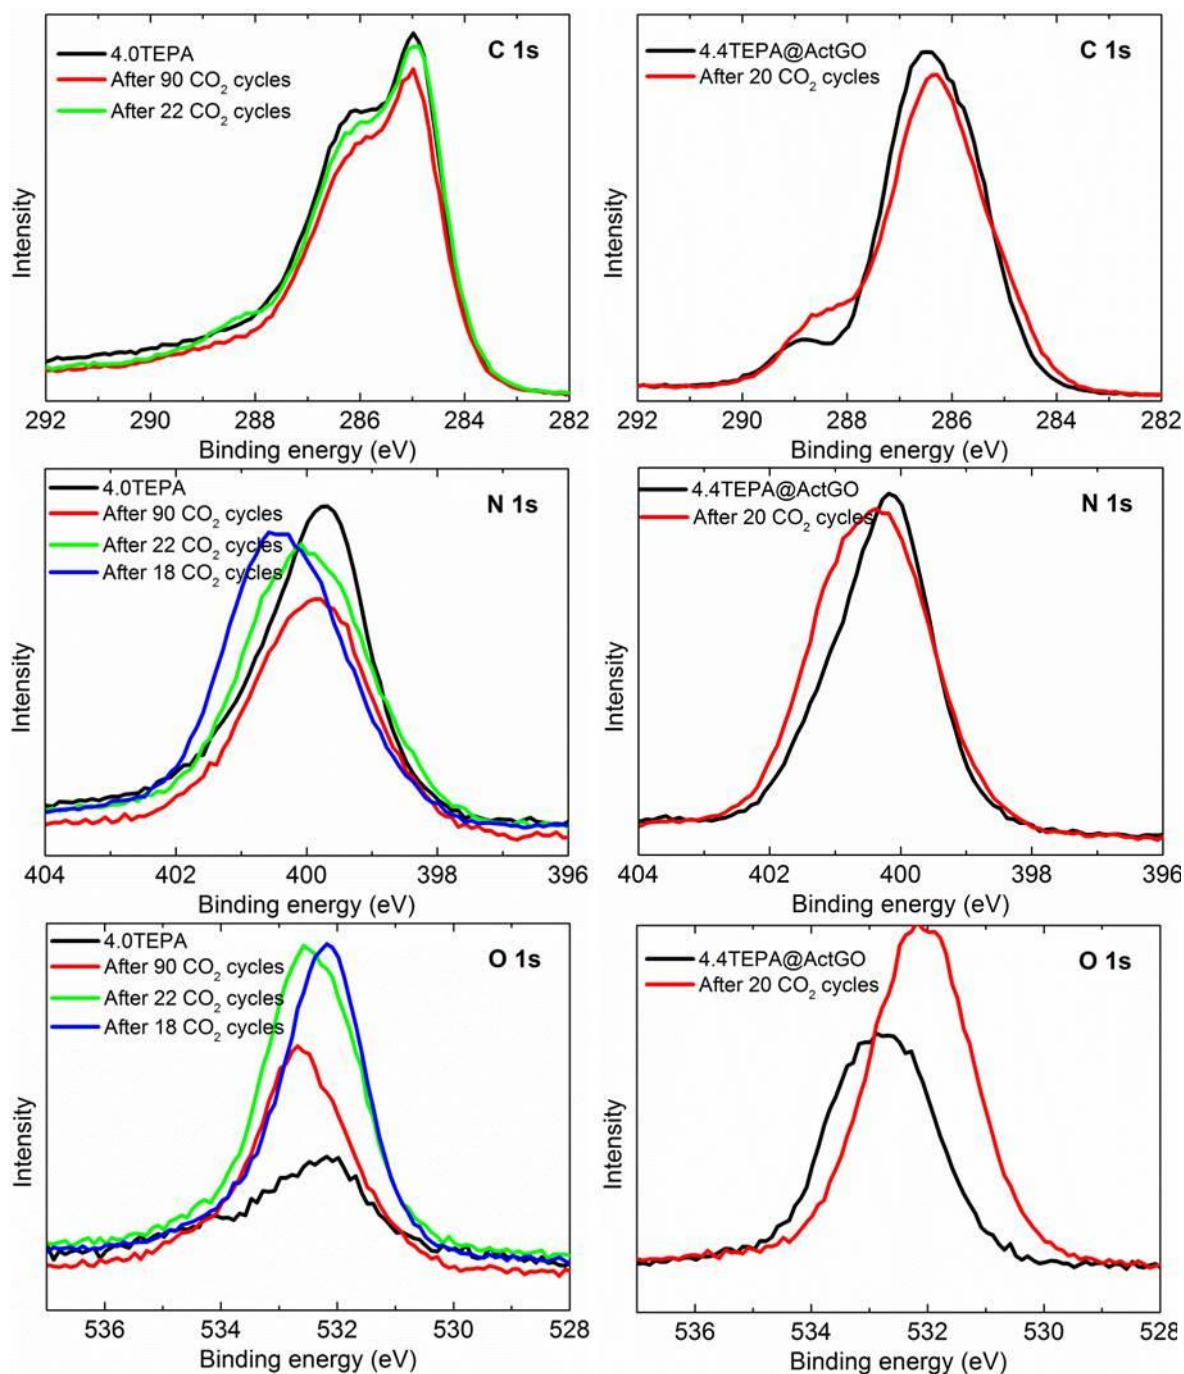 4.0TEPA
After 90 CO₂ cycles
After 22 CO₂ cycles
C 1s
Intensity
292 290 288 286 284 282
Binding energy (eV)
4.4TEPA@ActGO
After 20 CO₂ cycles
C 1s
Intensity
292 290 288 286 284 282
Binding energy (eV)
4.0TEPA
After 90 CO₂ cycles
After 22 CO₂ cycles
After 18 CO₂ cycles
N 1s
Intensity
404 402 400 398 396
Binding energy (eV)
4.4TEPA@ActGO
After 20 CO₂ cycles
N 1s
Intensity
404 402 400 398 396
Binding energy (eV)
4.0TEPA
After 90 CO₂ cycles
After 22 CO₂ cycles
After 18 CO₂ cycles
O 1s
Intensity
536 534 532 530 528
Binding energy (eV)
4.4TEPA@ActGO
After 20 CO₂ cycles
O 1s
Intensity
536 534 532 530 528
Binding energy (eV)